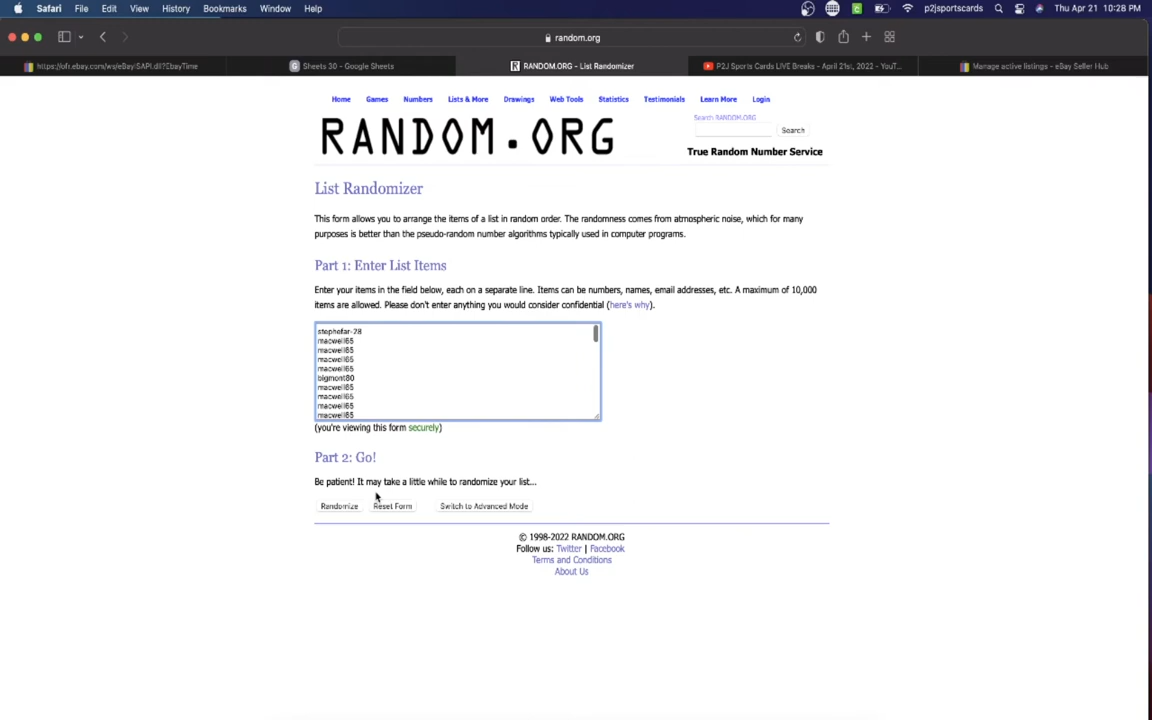 Safari File Edit View History Bookmarks Window Help p2jsportscards Thu Apr 21 10:28 PM
random.org
https://ofr.ebay.com/ws/eBayISAPI.dll?EbayTime Sheets 30 - Google Sheets RANDOM.ORG - List Randomizer P2J Sports Cards LIVE Breaks - April 21st, 2022 - YouT... Manage active listings - eBay Seller Hub
Home Games Numbers Lists & More Drawings Web Tools Statistics Testimonials Learn More Login
Search RANDOM.ORG
RANDOM.ORG
Search
True Random Number Service
List Randomizer
This form allows you to arrange the items of a list in random order. The randomness comes from atmospheric noise, which for many
purposes is better than the pseudo-random number algorithms typically used in computer programs.
Part 1: Enter List Items
Enter your items in the field below, each on a separate line. Items can be numbers, names, email addresses, etc. A maximum of 10,000
items are allowed. Please don't enter anything you would consider confidential (here's why).
stephefar-28
macwell65
macwell65
macwell65
macwell65
bigmont80
macwell65
macwell65
macwell65
macwell65
(you're viewing this form securely)
Part 2: Go!
Be patient! It may take a little while to randomize your list...
Randomize Reset Form Switch to Advanced Mode
© 1998-2022 RANDOM.ORG
Follow us: Twitter | Facebook
Terms and Conditions
About Us